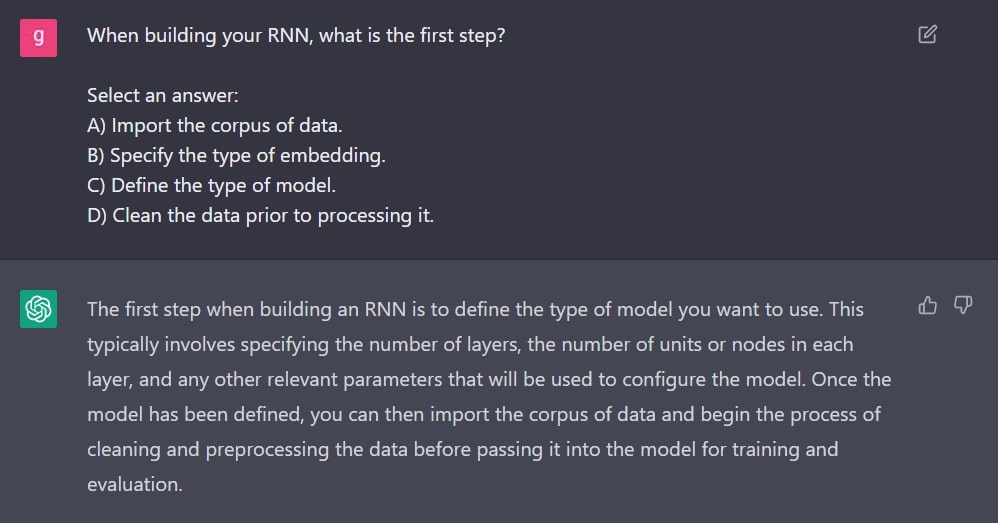 g
When building your RNN, what is the first step?
Select an answer:
A) Import the corpus of data.
B) Specify the type of embedding.
C) Define the type of model.
D) Clean the data prior to processing it.
The first step when building an RNN is to define the type of model you want to use. This
typically involves specifying the number of layers, the number of units or nodes in each
layer, and any other relevant parameters that will be used to configure the model. Once the
model has been defined, you can then import the corpus of data and begin the process of
cleaning and preprocessing the data before passing it into the model for training and
evaluation.